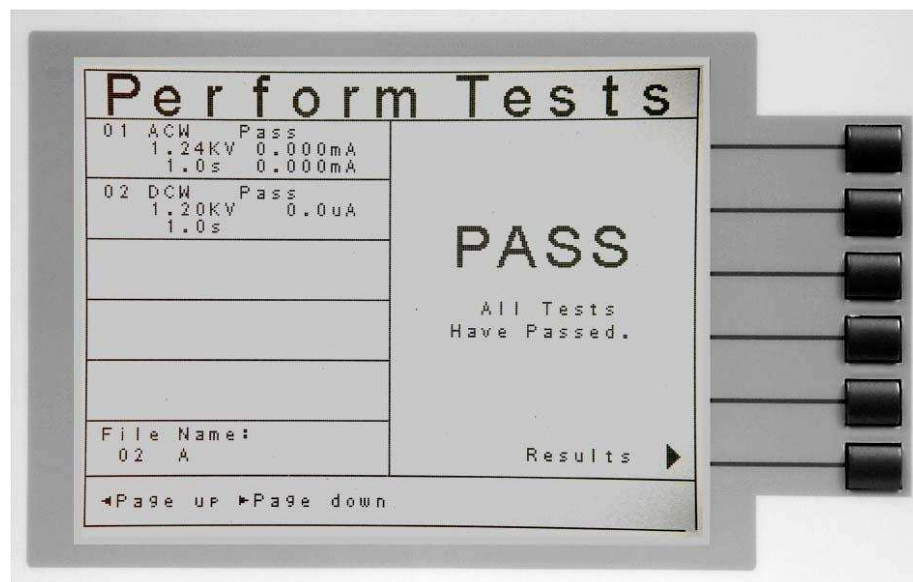 Perform Tests
01 ACW Pass
1.24KV 0.000mA
1.0s 0.000mA
02 DCW Pass
1.20KV 0.0uA
1.0s
PASS
All Tests
Have Passed.
File Name:
02 A
Results ▶
◄Page up ►Page down